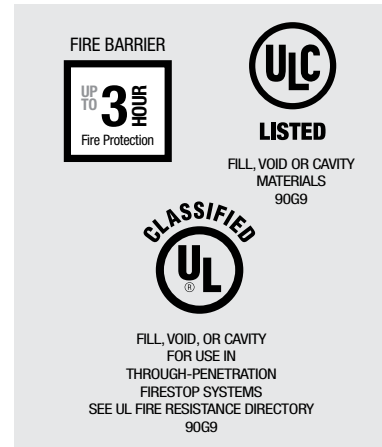 FIRE BARRIER
UP
TO
3
HOUR
Fire Protection
ULC
LISTED
FILL, VOID OR CAVITY
MATERIALS
90G9
CLASSIFIED
UL
®
FILL, VOID, OR CAVITY
FOR USE IN
THROUGH-PENETRATION
FIRESTOP SYSTEMS
SEE UL FIRE RESISTANCE DIRECTORY
90G9